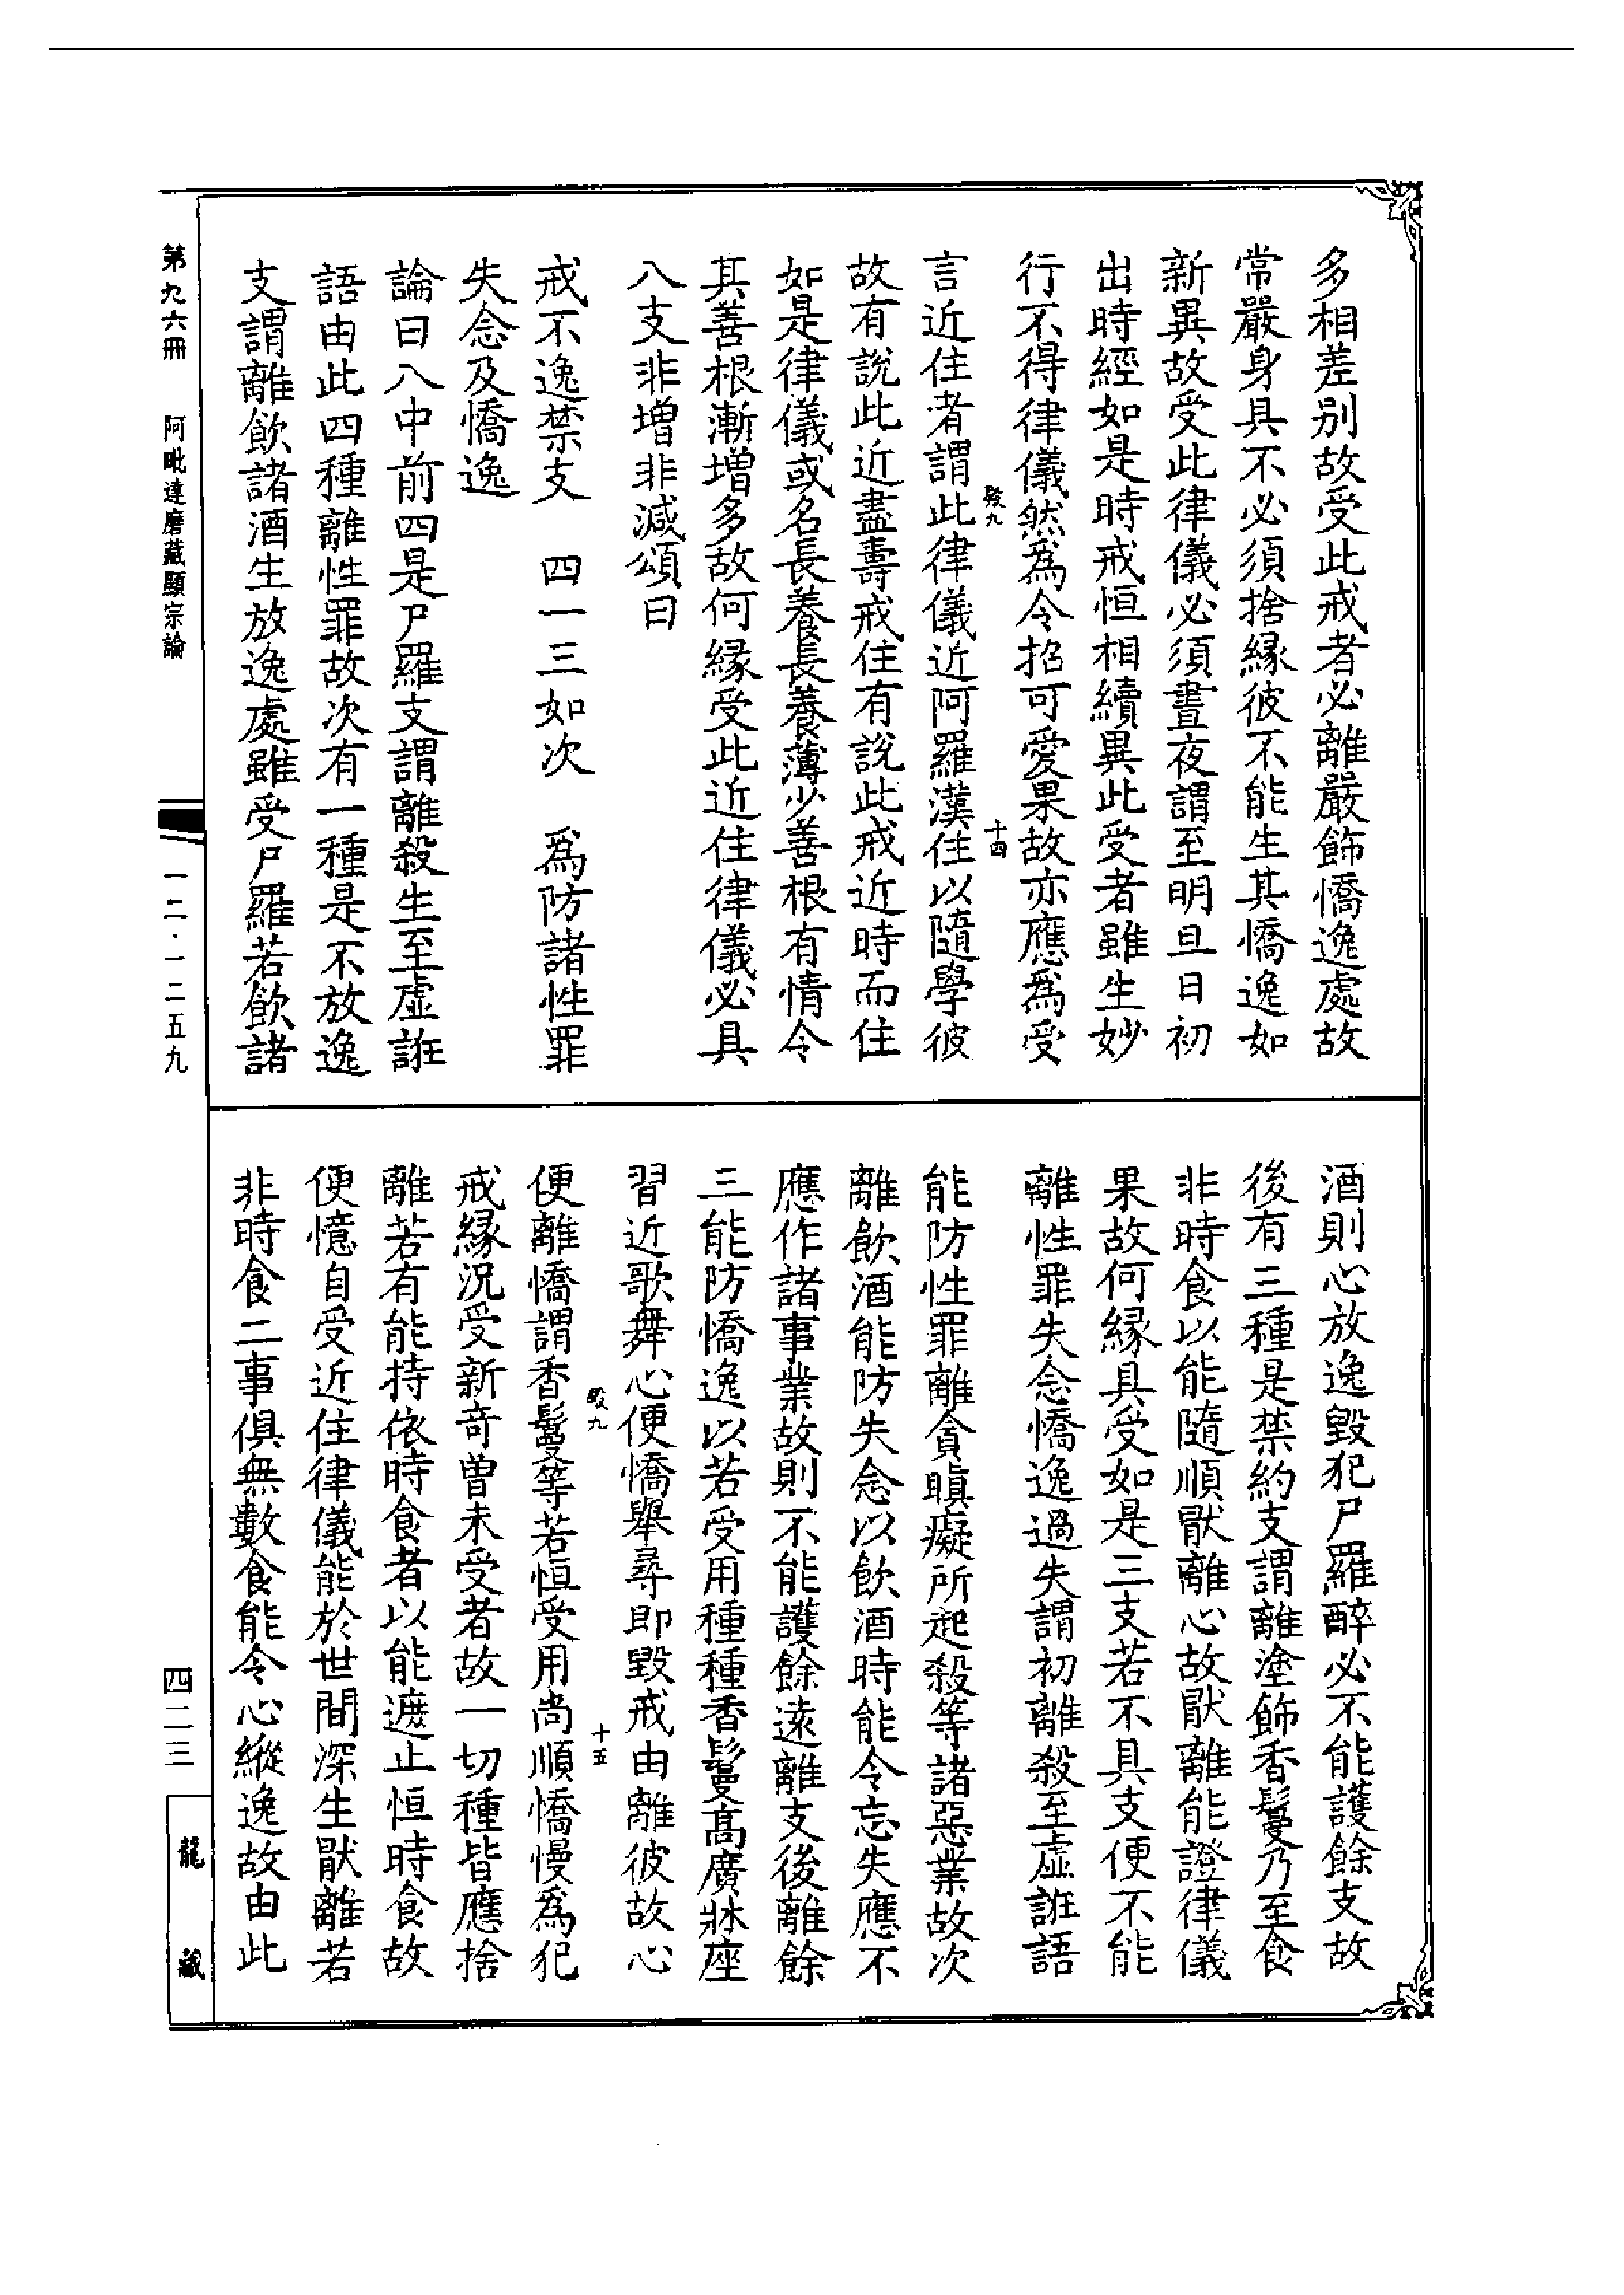 多相差别故受此戒者必離嚴飾憍逸處故
常嚴身具不必須捨緣彼不能生其憍逸如
新異故受此律儀必須晝夜謂至明旦日初
出時經如是時戒恒相續異此受者雖生妙
行不得律儀然爲令招可愛果故亦應爲受
殿九 十四
言近住者謂此律儀近阿羅漢住以隨學彼
故有說此近盡壽戒住有說此戒近時而住
如是律儀或名長養長養薄少善根有情令
其善根漸增多故何緣受此近住律儀必具
八支非增非減頌曰
戒不逸禁支 四一三如次 爲防諸性罪
失念及憍逸
論曰八中前四是尸羅支謂離殺生至虛誑
語由此四種離性罪故次有一種是不放逸
支謂離飲諸酒生放逸處雖受尸羅若飲諸
酒則心放逸毀犯尸羅醉必不能護餘支故
後有三種是禁約支謂離塗飾香鬘乃至食
非時食以能隨順厭離心故厭離能證律儀
果故何緣具受如是三支若不具支便不能
離性罪失念憍逸過失謂初離殺至虛誑語
能防性罪離貪瞋癡所起殺等諸惡業故次
離飲酒能防失念以飲酒時能令忘失應不
應作諸事業故則不能護餘遠離支後離餘
三能防憍逸以若受用種種香鬘高廣牀座
習近歌舞心便憍舉尋即毀戒由離彼故心
殿九 十五
便離憍謂香鬘等若恒受用尚順憍慢爲犯
戒緣況受新奇曾未受者故一切種皆應捨
離若有能持依時食者以能遮止恒時食故
便憶自受近住律儀能於世間深生厭離若
非時食二事俱無數食能令心縱逸故由此
第九六冊 阿毗達磨藏顯宗論 一二·一二五九 四二三 龍藏